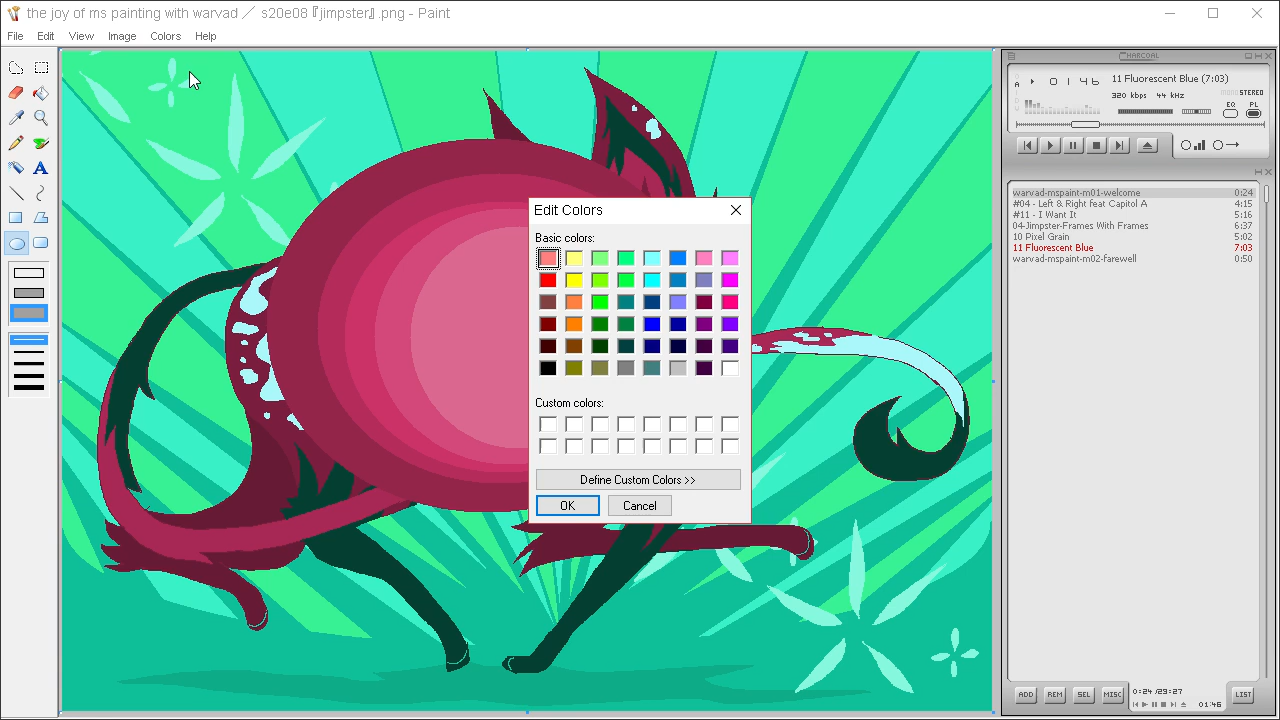 the joy of ms painting with warvad ／ s20e08『jimpster』.png - Paint
File Edit View Image Colors Help
A
Edit Colors
Basic colors:
Custom colors:
Define Custom Colors >>
OK Cancel
CHARCOAL
01 46
11 Fluorescent Blue (7:03)
320 kbps 44 kHz
MONO STEREO
EQ PL
warvad-mspaint-m01-welcome 0:24
#04 - Left & Right feat Capitol A 4:15
#11 - I Want It 5:16
04-Jimpster-Frames With Frames 6:37
10 Pixel Grain 5:02
11 Fluorescent Blue 7:03
warvad-mspaint-m02-farewell 0:50
ADD REM SEL MISC 0:24/29:27 LIST
01:46